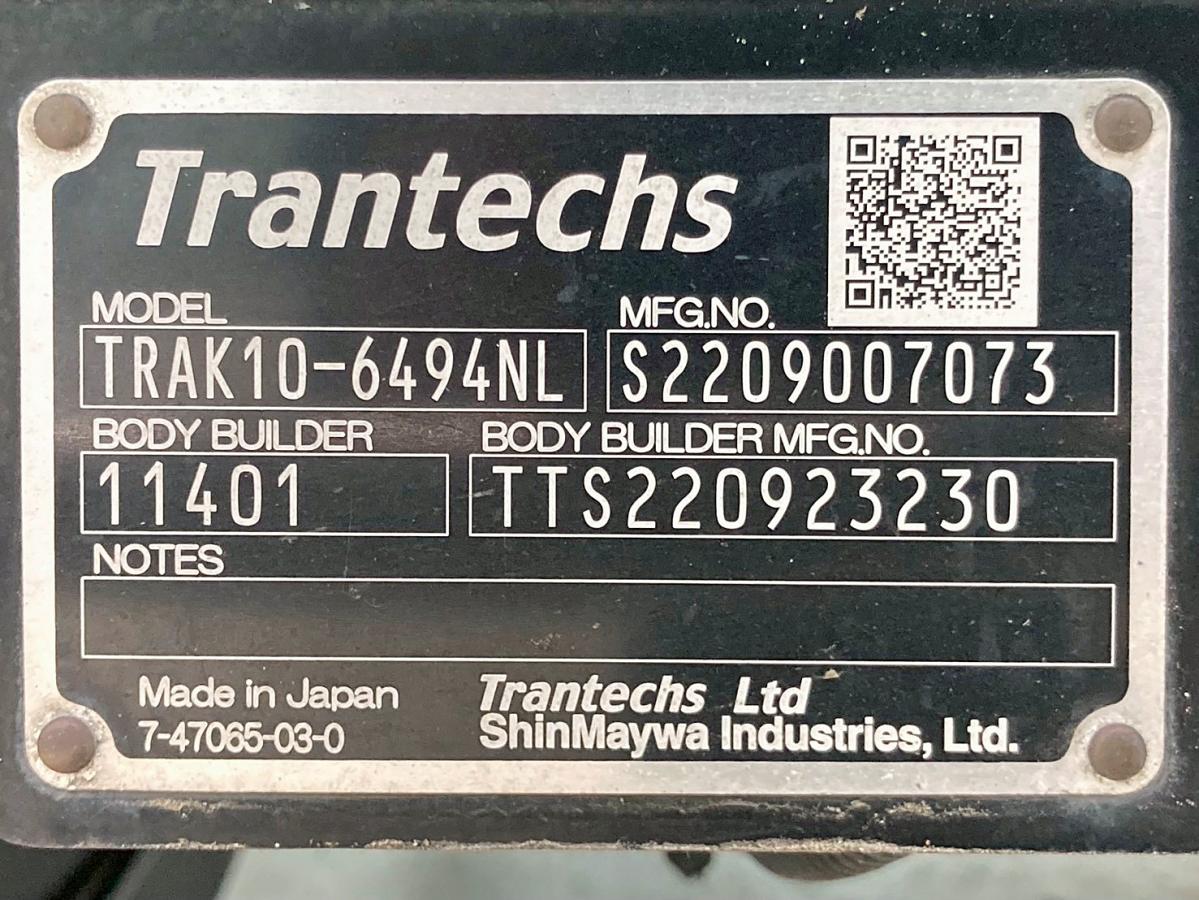 Trantechs
MODEL MFG.NO.
TRAK10-6494NL S2209007073
BODY BUILDER BODY BUILDER MFG.NO.
11401 TTS220923230
NOTES
Made in Japan Trantechs Ltd
7-47065-03-0 ShinMaywa Industries, Ltd.